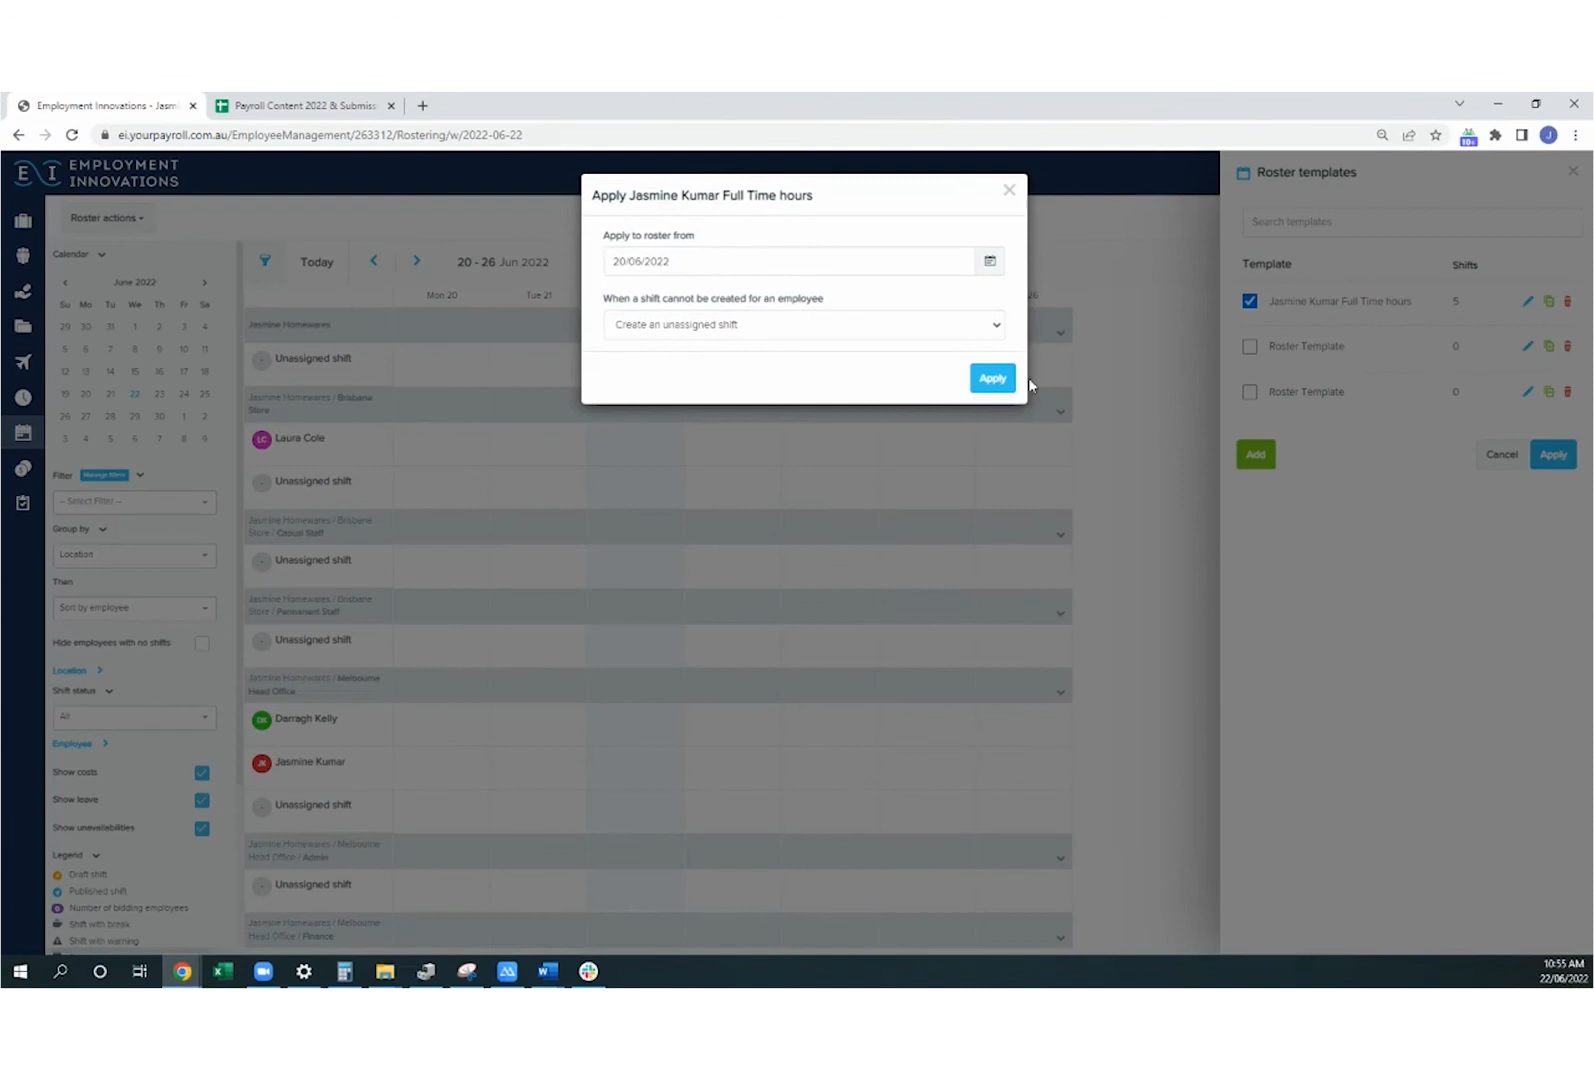 Employment Innovations - Jasm
Payroll Content 2022 & Submiss
ei.yourpayroll.com.au/EmployeeManagement/263312/Rostering/w/2022-06-22
J
E I EMPLOYMENT
INNOVATIONS
Roster actions
Calendar
June 2022
Su Mo Tu We Th Fr Sa
29 30 31 1 2 3 4
5 6 7 8 9 10 11
12 13 14 15 16 17 18
19 20 21 22 23 24 25
26 27 28 29 30 1 2
3 4 5 6 7 8 9
Filter Manage filters
-- Select Filter --
Group by
Location
Then
Sort by employee
Hide employees with no shifts
Location
Shift status
All
Employee
Show costs
Show leave
Show unavailabilities
Legend
Draft shift
Published shift
Number of bidding employees
Shift with break
Shift with warning
Today
20 - 26 Jun 2022
Mon 20
Tue 21
26
Jasmine Homewares
Unassigned shift
Jasmine Homewares / Brisbane
Store
LC Laura Cole
Unassigned shift
Jasmine Homewares / Brisbane
Store / Casual Staff
Unassigned shift
Jasmine Homewares / Brisbane
Store / Permanent Staff
Unassigned shift
Jasmine Homewares / Melbourne
Head Office
DK Darragh Kelly
JK Jasmine Kumar
Unassigned shift
Jasmine Homewares / Melbourne
Head Office / Admin
Unassigned shift
Jasmine Homewares / Melbourne
Head Office / Finance
Apply Jasmine Kumar Full Time hours
Apply to roster from
20/06/2022
When a shift cannot be created for an employee
Create an unassigned shift
Apply
Roster templates
Search templates
Template Shifts
Jasmine Kumar Full Time hours 5
Roster Template 0
Roster Template 0
Add
Cancel
Apply
10:55 AM
22/06/2022